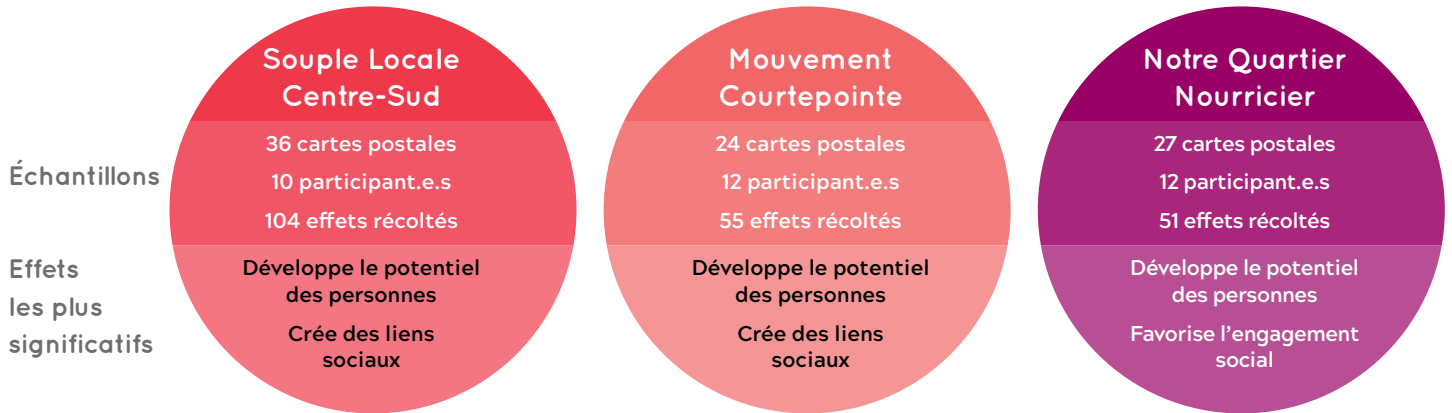 Souple Locale
Centre-Sud
Mouvement
Courtepointe
Notre Quartier
Nourricier
Échantillons
36 cartes postales
10 participant.e.s
104 effets récoltés
24 cartes postales
12 participant.e.s
55 effets récoltés
27 cartes postales
12 participant.e.s
51 effets récoltés
Effets
les plus
significatifs
Développe le potentiel
des personnes
Crée des liens
sociaux
Développe le potentiel
des personnes
Crée des liens
sociaux
Développe le potentiel
des personnes
Favorise l’engagement
social